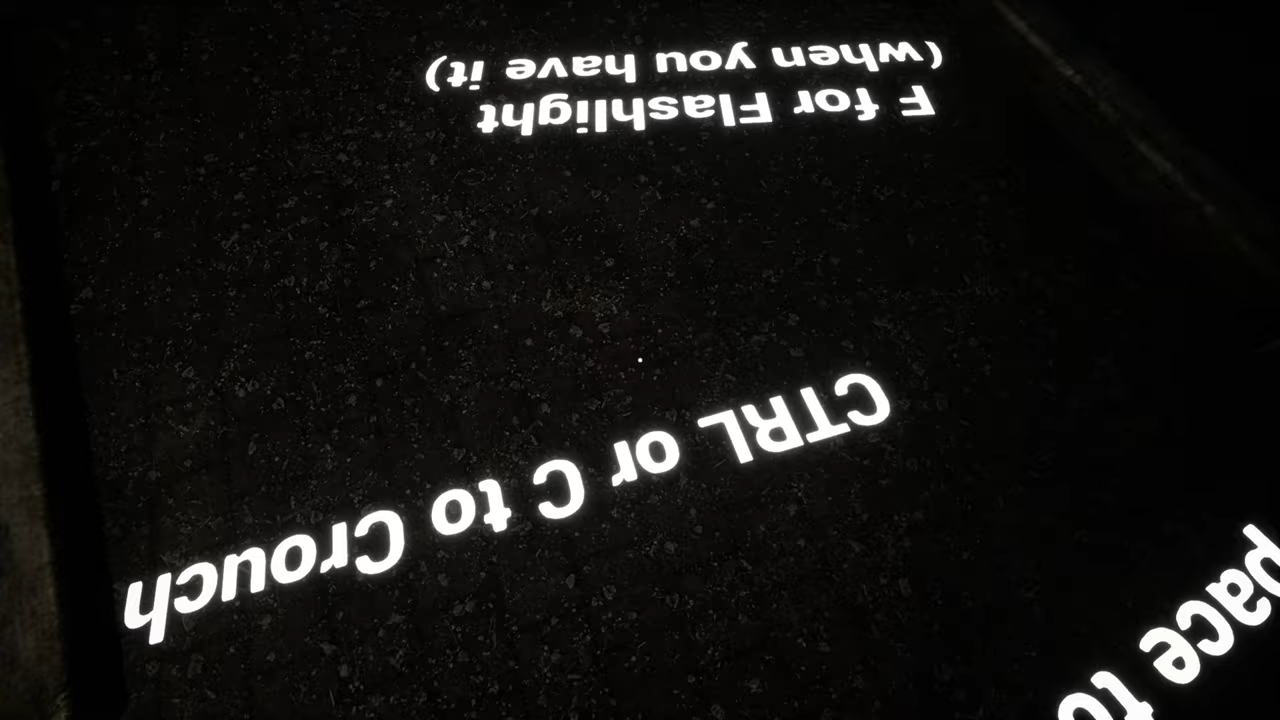 F for Flashlight
(when you have it)
CTRL or C to Crouch
pace to